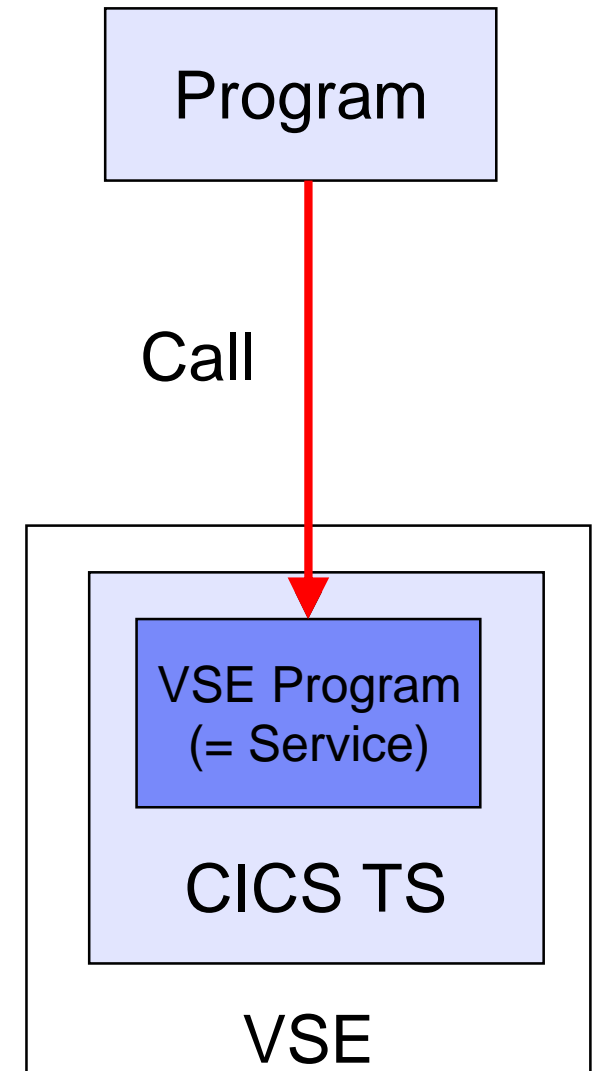 Program
Call
VSE Program
(= Service)
CICS TS
VSE